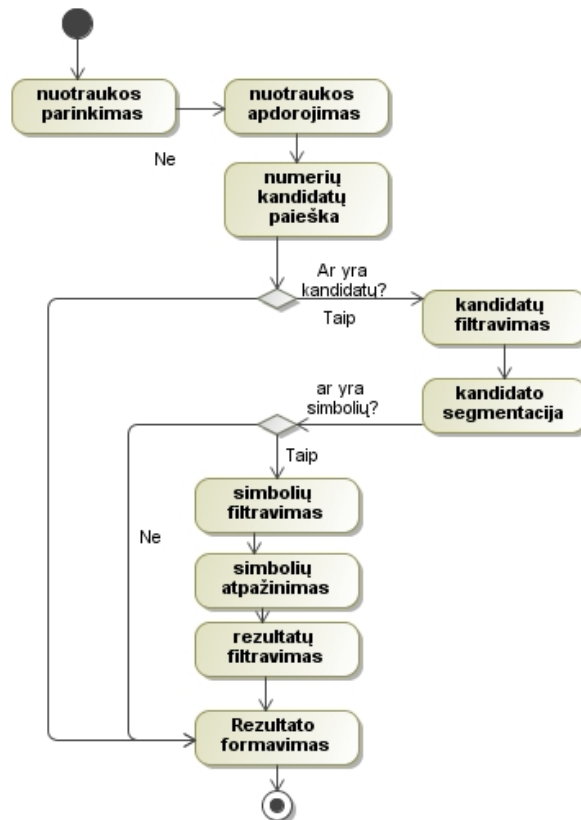 nuotraukos
parinkimas
nuotraukos
apdorojimas
Ne
numerių
kandidatų
paieška
Ar yra
kandidatų?
Taip
kandidatų
filtravimas
kandidato
segmentacija
ar yra
simbolių?
Taip
Ne
simbolių
filtravimas
simbolių
atpažinimas
rezultatų
filtravimas
Rezultato
formavimas